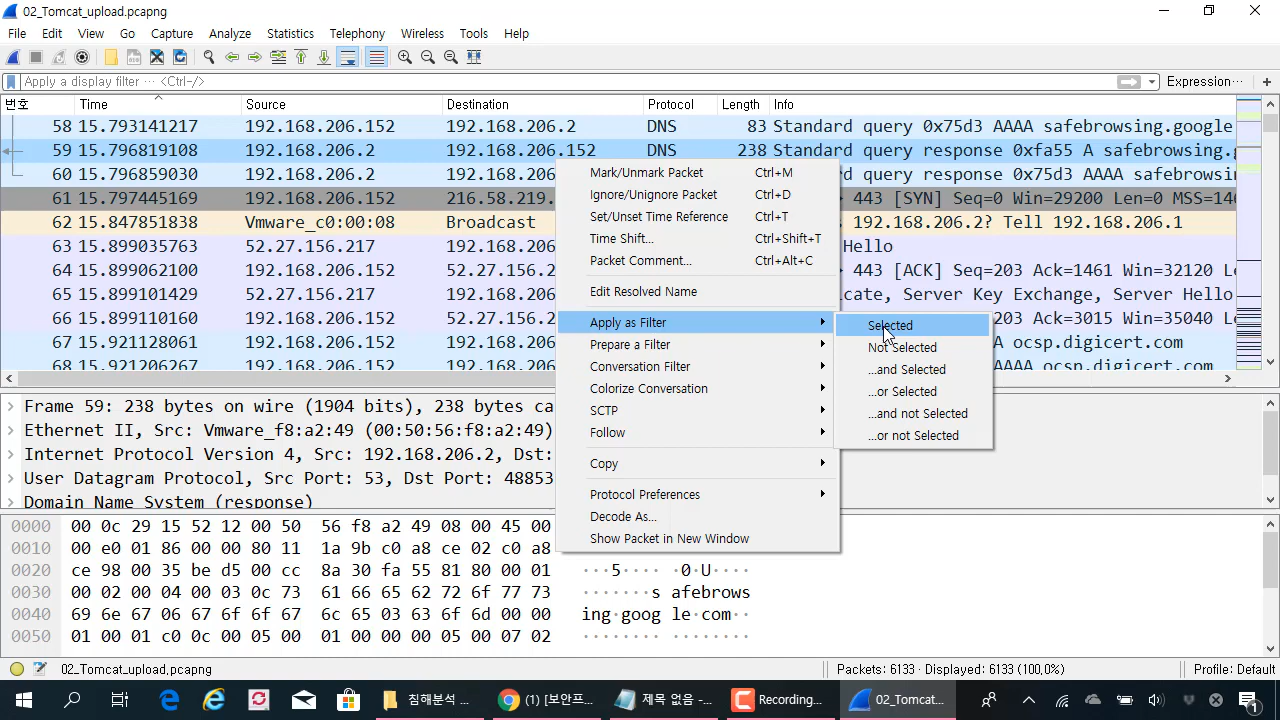 02_Tomcat_upload.pcapng
File Edit View Go Capture Analyze Statistics Telephony Wireless Tools Help
Apply a display filter ··· <Ctrl-/>
Expression···
번호 Time Source Destination Protocol Length Info
58 15.793141217 192.168.206.152 192.168.206.2 DNS 83 Standard query 0x75d3 AAAA safebrowsing.google
59 15.796819108 192.168.206.2 192.168.206.152 DNS 238 Standard query response 0xfa55 A safebrowsing.g
60 15.796859030 192.168.206.2 dard query response 0x75d3 AAAA safebrowsing.goo
61 15.797445169 192.168.206.152 216.58.219. → 443 [SYN] Seq=0 Win=29200 Len=0 MSS=146
62 15.847851838 Vmware_c0:00:08 Broadcast 192.168.206.2? Tell 192.168.206.1
63 15.899035763 52.27.156.217 192.168.206. Hello
64 15.899062100 192.168.206.152 52.27.156.2 → 443 [ACK] Seq=203 Ack=1461 Win=32120 Le
65 15.899101429 52.27.156.217 192.168.206. icate, Server Key Exchange, Server Hello
66 15.899110916 192.168.206.152 52.27.156.2 → 443 [ACK] Seq=203 Ack=3015 Win=35040 Le
67 15.921128061 192.168.206.152 192.168.206. A ocsp.digicert.com
68 15.921206267 192.168.206.152 192.168.206. AAAA ocsp.digicert.com
Mark/Unmark Packet Ctrl+M
Ignore/Unignore Packet Ctrl+D
Set/Unset Time Reference Ctrl+T
Time Shift... Ctrl+Shift+T
Packet Comment... Ctrl+Alt+C
Edit Resolved Name
Apply as Filter
Prepare a Filter
Conversation Filter
Colorize Conversation
SCTP
Follow
Copy
Protocol Preferences
Decode As...
Show Packet in New Window
Selected
Not Selected
...and Selected
...or Selected
...and not Selected
...or not Selected
Frame 59: 238 bytes on wire (1904 bits), 238 bytes ca
Ethernet II, Src: Vmware_f8:a2:49 (00:50:56:f8:a2:49)
Internet Protocol Version 4, Src: 192.168.206.2, Dst:
User Datagram Protocol, Src Port: 53, Dst Port: 48853
Domain Name System (response)
0000 00 0c 29 15 52 12 00 50 56 f8 a2 49 08 00 45 00
0010 00 e0 01 86 00 00 80 11 1a 9b c0 a8 ce 02 c0 a8
0020 ce 98 00 35 be d5 00 cc 8a 30 fa 55 81 80 00 01 ···5···· ·0·U····
0030 00 02 00 04 00 03 0c 73 61 66 65 62 72 6f 77 73 ·······s afebrows
0040 69 6e 67 06 67 6f 6f 67 6c 65 03 63 6f 6d 00 00 ing·goog le·com··
0050 01 00 01 c0 0c 00 05 00 01 00 00 00 05 00 07 02 ········ ········
02_Tomcat_upload.pcapng
Packets: 6133 · Displayed: 6133 (100.0%)
Profile: Default
침해분석 ...
(1) [보안프...
제목 없음 -...
Recording...
02_Tomcat...
1